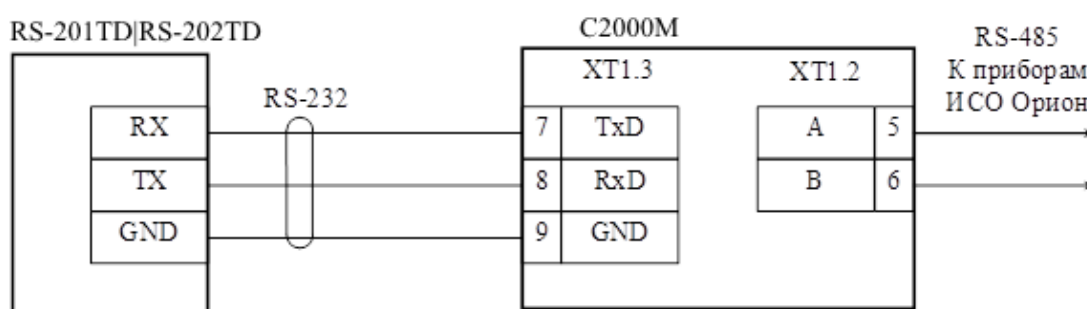 RS-201TD|RS-202TD
RS-232
RX
TX
GND
C2000M
XT1.3
7 TxD
8 RxD
9 GND
XT1.2
A 5
B 6
RS-485
К приборам
ИСО Орион